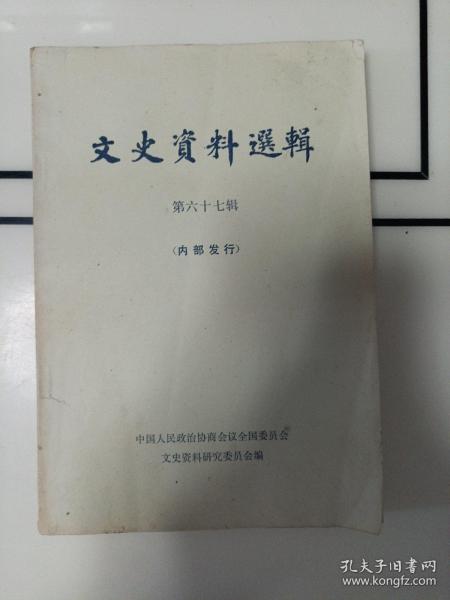 文史資料選輯
第六十七辑
（内部发行）
中国人民政治协商会议全国委员会
文史资料研究委员会编
孔夫子旧书网
www.kongfz.com